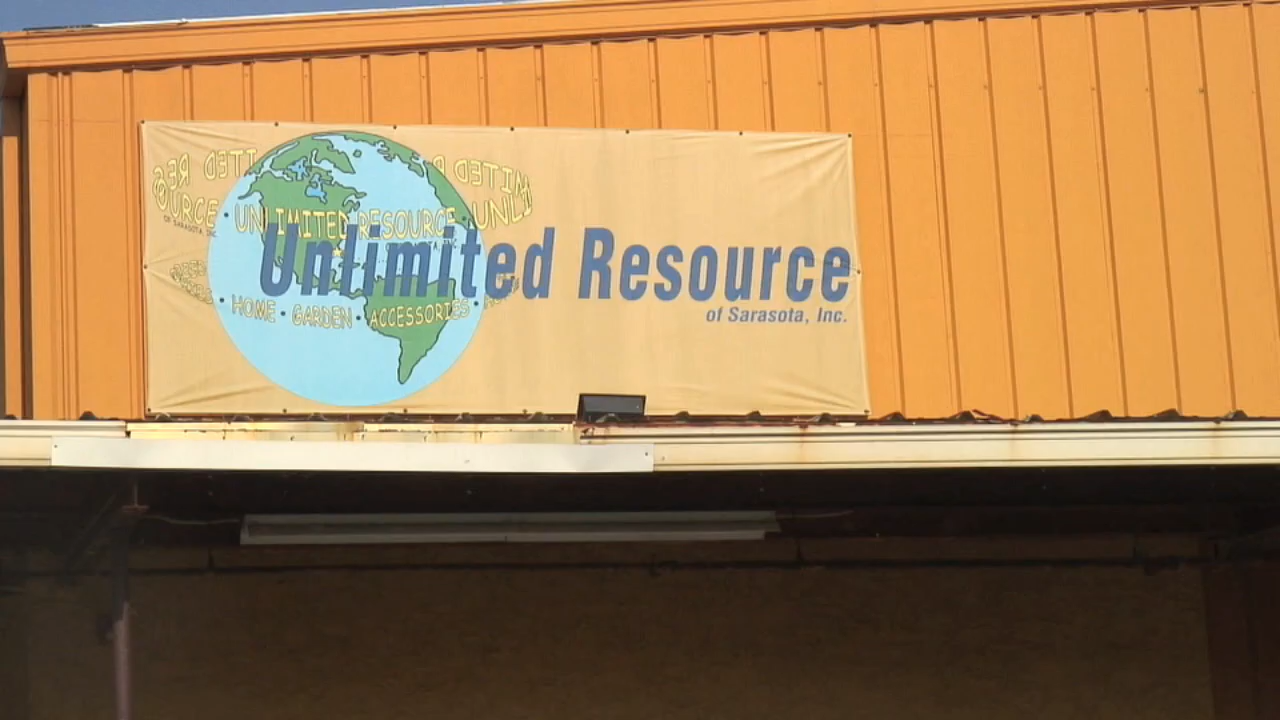 UNLIMITED RESOURCE
Unlimited Resource
of Sarasota, Inc.
HOME • GARDEN • ACCESSORIES •